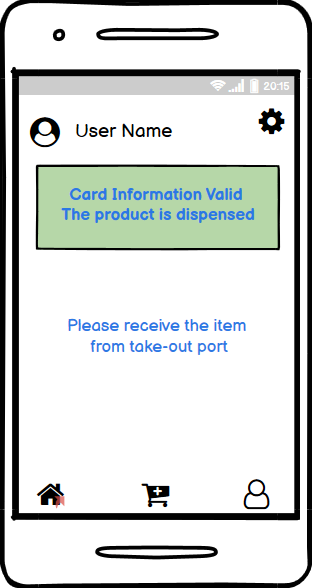 20:15
User Name
Card Information Valid
The product is dispensed
Please receive the item
from take-out port